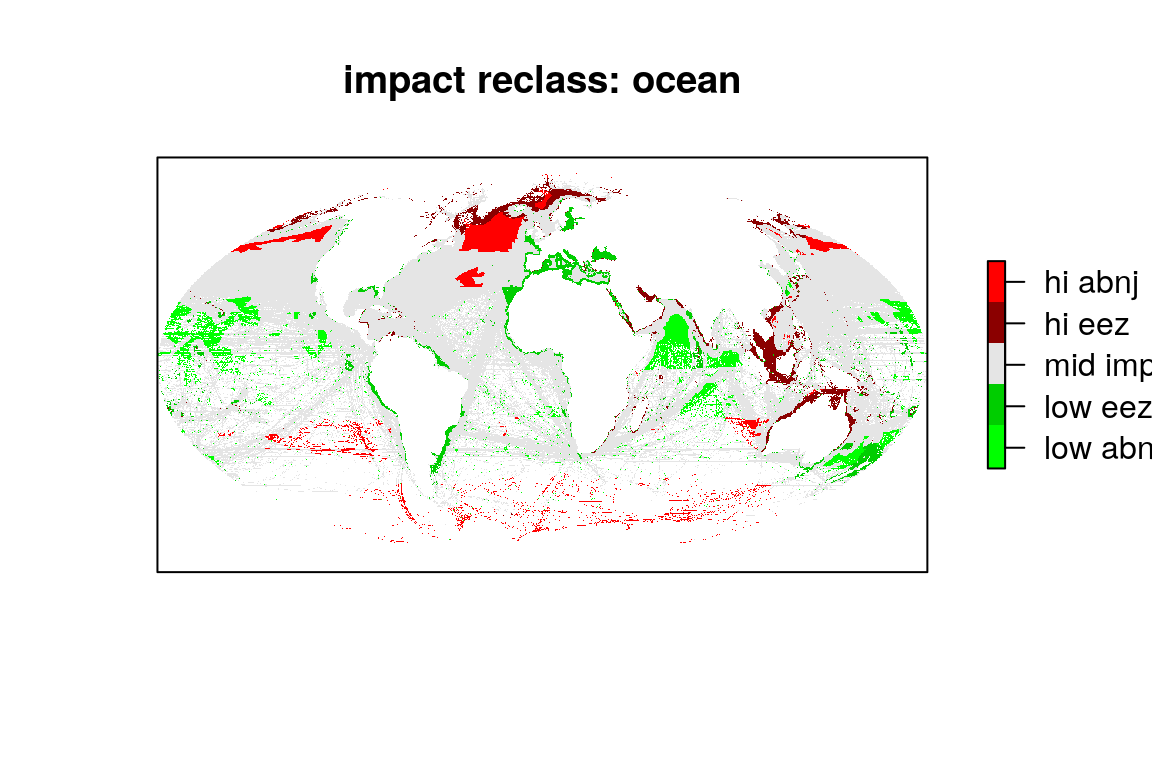 impact reclass: ocean
hi abnj
hi eez
mid imp
low eez
low abn